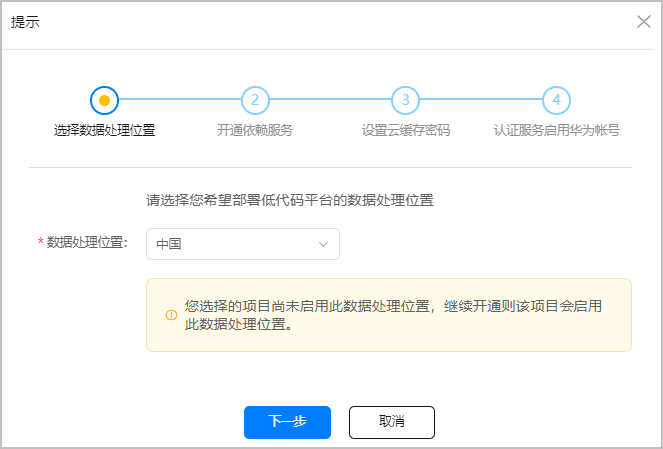 提示
2
3
4
选择数据处理位置
开通依赖服务
设置云缓存密码
认证服务启用华为帐号
请选择您希望部署低代码平台的数据处理位置
* 数据处理位置:
中国
您选择的项目尚未启用此数据处理位置，继续开通则该项目会启用
此数据处理位置。
下一步
取消